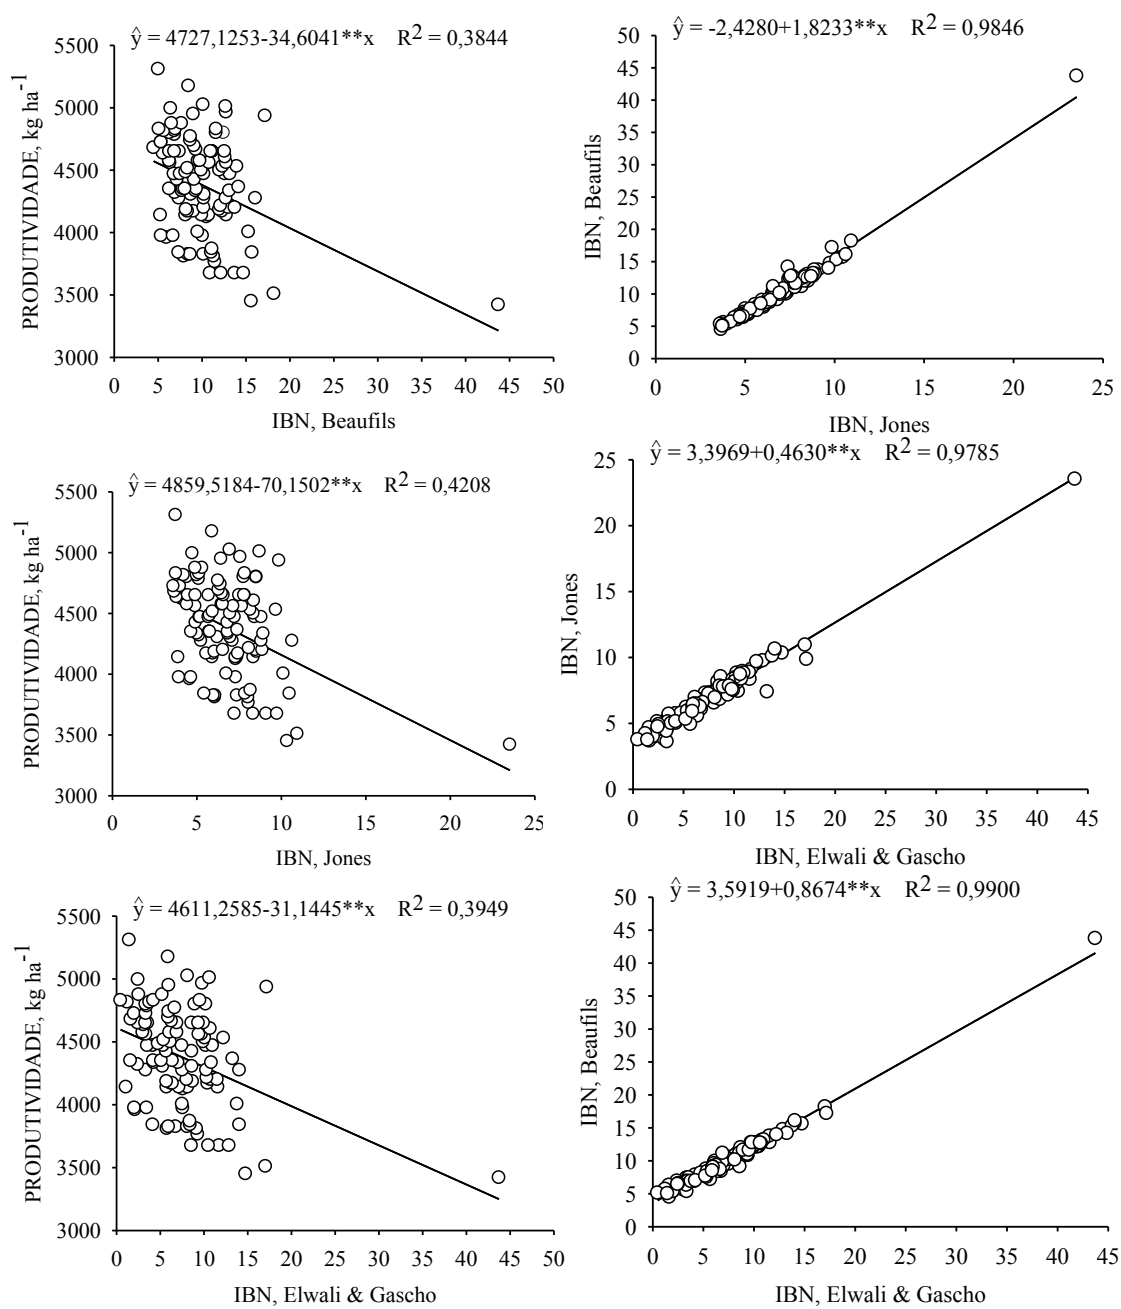 ŷ = 4727,1253-34,6041**x R² = 0,3844
5500
5000
4500
4000
3500
3000
PRODUTIVIDADE, kg ha⁻¹
0 5 10 15 20 25 30 35 40 45 50
IBN, Beaufils
ŷ = -2,4280+1,8233**x R² = 0,9846
50
45
40
35
30
25
20
15
10
5
0
IBN, Beaufils
0 5 10 15 20 25
IBN, Jones
ŷ = 4859,5184-70,1502**x R² = 0,4208
5500
5000
4500
4000
3500
3000
PRODUTIVIDADE, kg ha⁻¹
0 5 10 15 20 25
IBN, Jones
ŷ = 3,3969+0,4630**x R² = 0,9785
25
20
15
10
5
0
IBN, Jones
0 5 10 15 20 25 30 35 40 45
IBN, Elwali & Gascho
ŷ = 4611,2585-31,1445**x R² = 0,3949
5500
5000
4500
4000
3500
3000
PRODUTIVIDADE, kg ha⁻¹
0 5 10 15 20 25 30 35 40 45 50
IBN, Elwali & Gascho
ŷ = 3,5919+0,8674**x R² = 0,9900
50
45
40
35
30
25
20
15
10
5
0
IBN, Beaufils
0 5 10 15 20 25 30 35 40 45
IBN, Elwali & Gascho